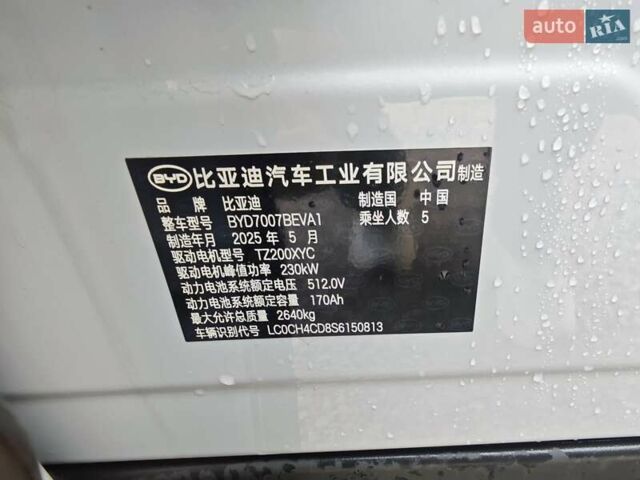 auto RIA.com
BYD 比亚迪汽车工业有限公司 制造
品 牌 比亚迪 制造国 中 国
整车型号 BYD7007BEVA1 乘坐人数 5
制造年月 2025 年 5 月
驱动电机型号 TZ200XYC
驱动电机峰值功率 230kW
动力电池系统额定电压 512.0V
动力电池系统额定容量 170Ah
最大允许总质量 2640kg
车辆识别代号 LC0CH4CD8S6150813